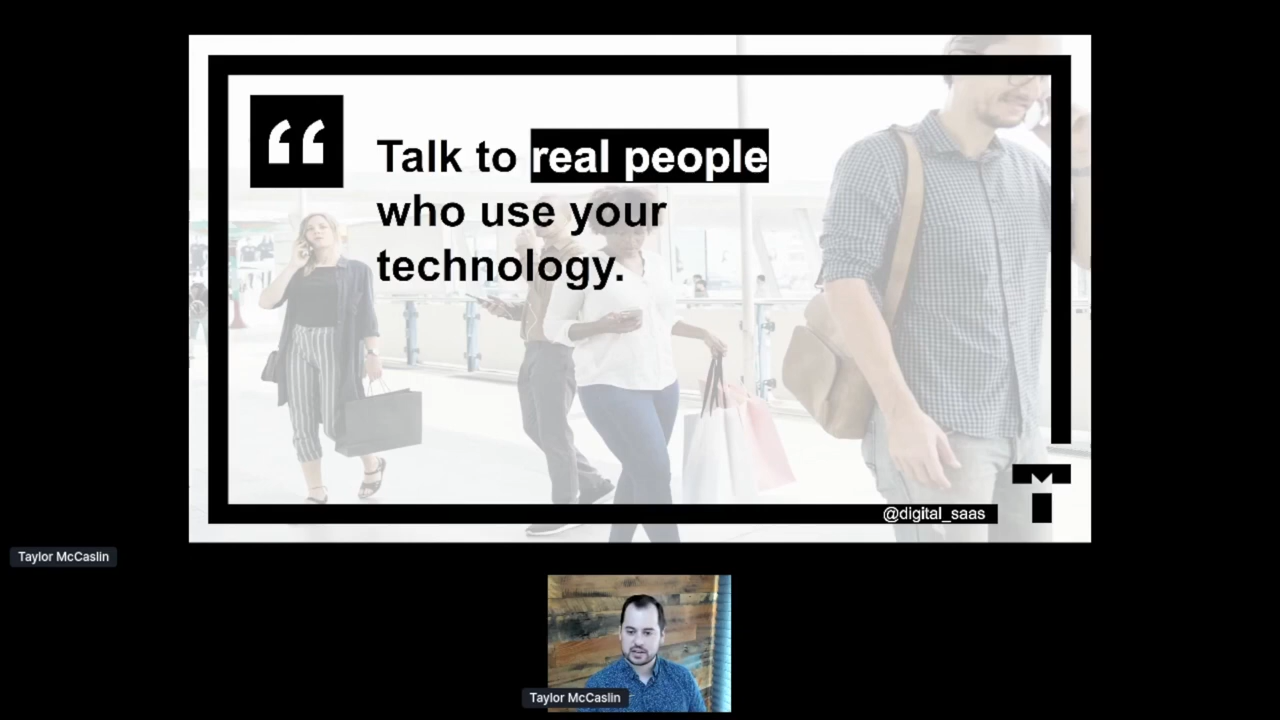 “
Talk to real people
who use your
technology.
@digital_saas
Taylor McCaslin
Taylor McCaslin